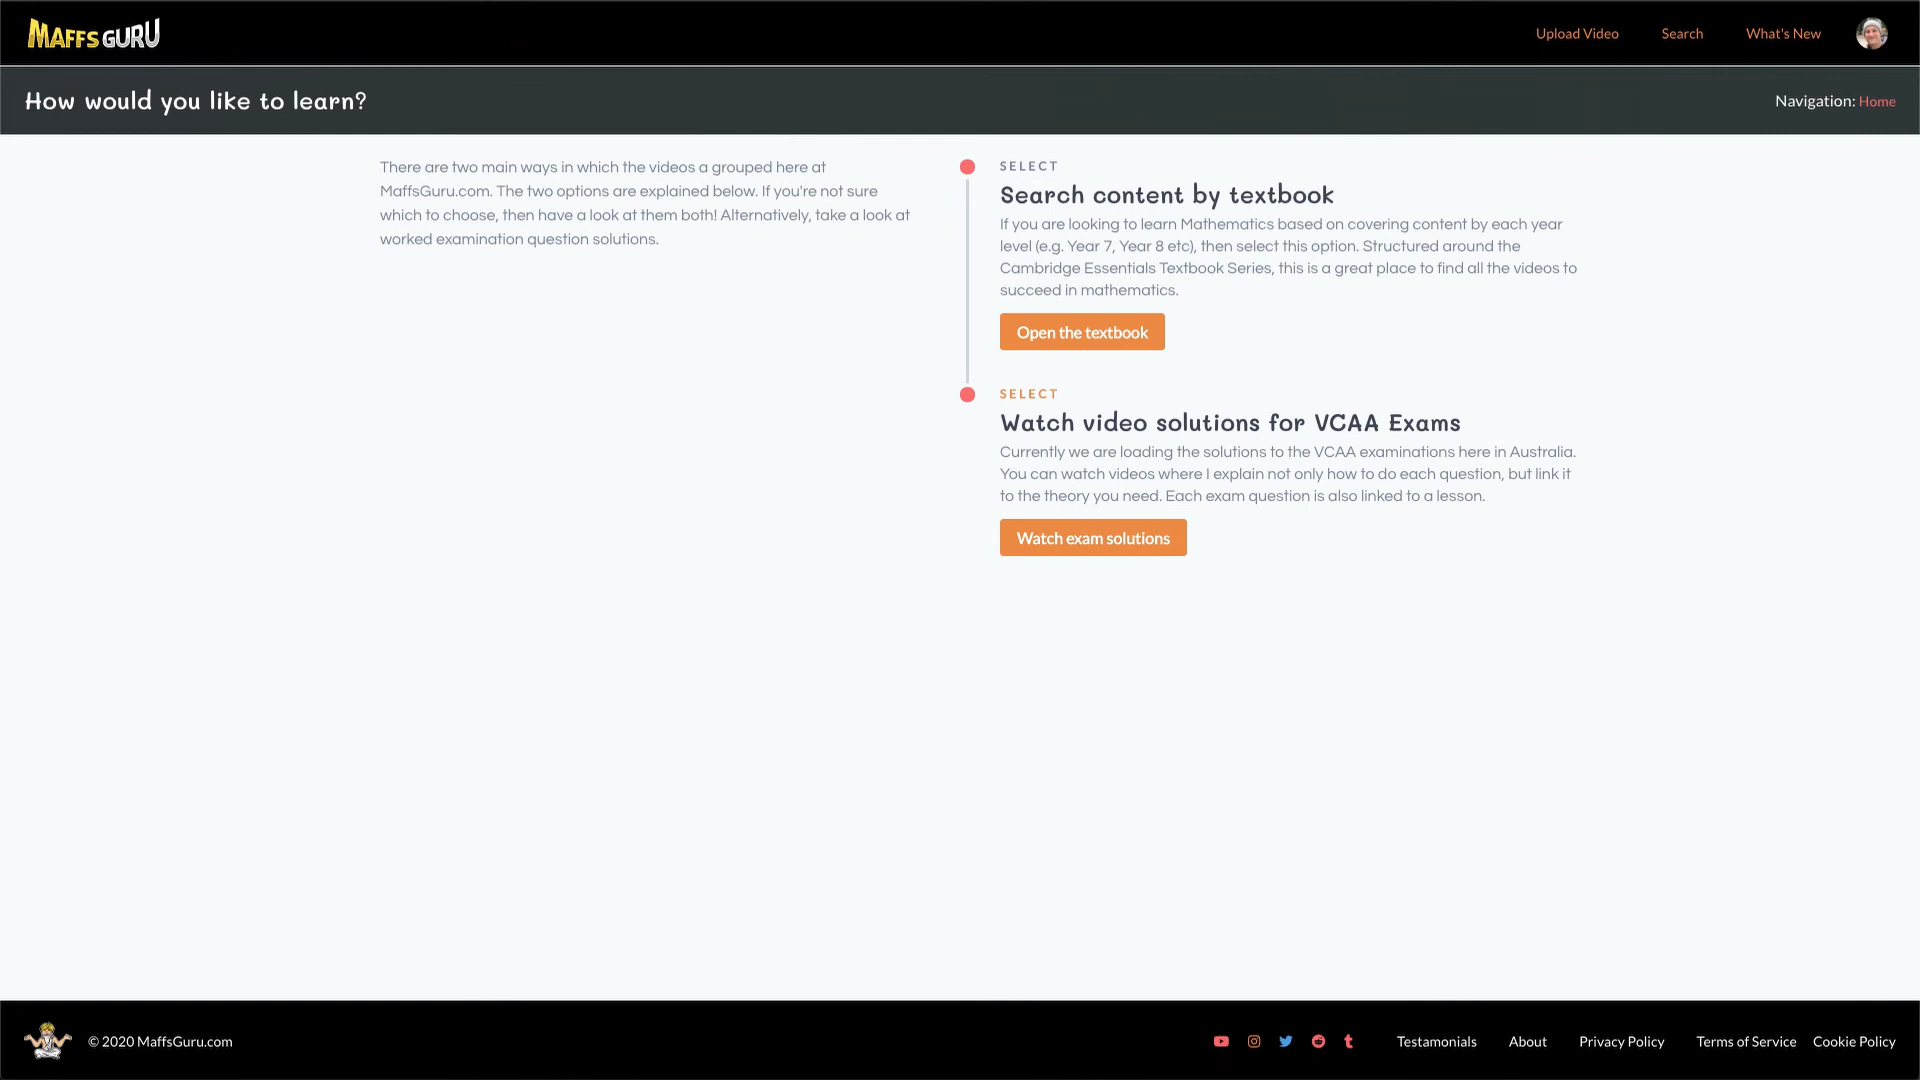 MAFFS GURU
Upload Video
Search
What's New
How would you like to learn?
Navigation: Home
There are two main ways in which the videos a grouped here at
MaffsGuru.com. The two options are explained below. If you're not sure
which to choose, then have a look at them both! Alternatively, take a look at
worked examination question solutions.
SELECT
Search content by textbook
If you are looking to learn Mathematics based on covering content by each year
level (e.g. Year 7, Year 8 etc), then select this option. Structured around the
Cambridge Essentials Textbook Series, this is a great place to find all the videos to
succeed in mathematics.
Open the textbook
SELECT
Watch video solutions for VCAA Exams
Currently we are loading the solutions to the VCAA examinations here in Australia.
You can watch videos where I explain not only how to do each question, but link it
to the theory you need. Each exam question is also linked to a lesson.
Watch exam solutions
© 2020 MaffsGuru.com
Testamonials
About
Privacy Policy
Terms of Service
Cookie Policy